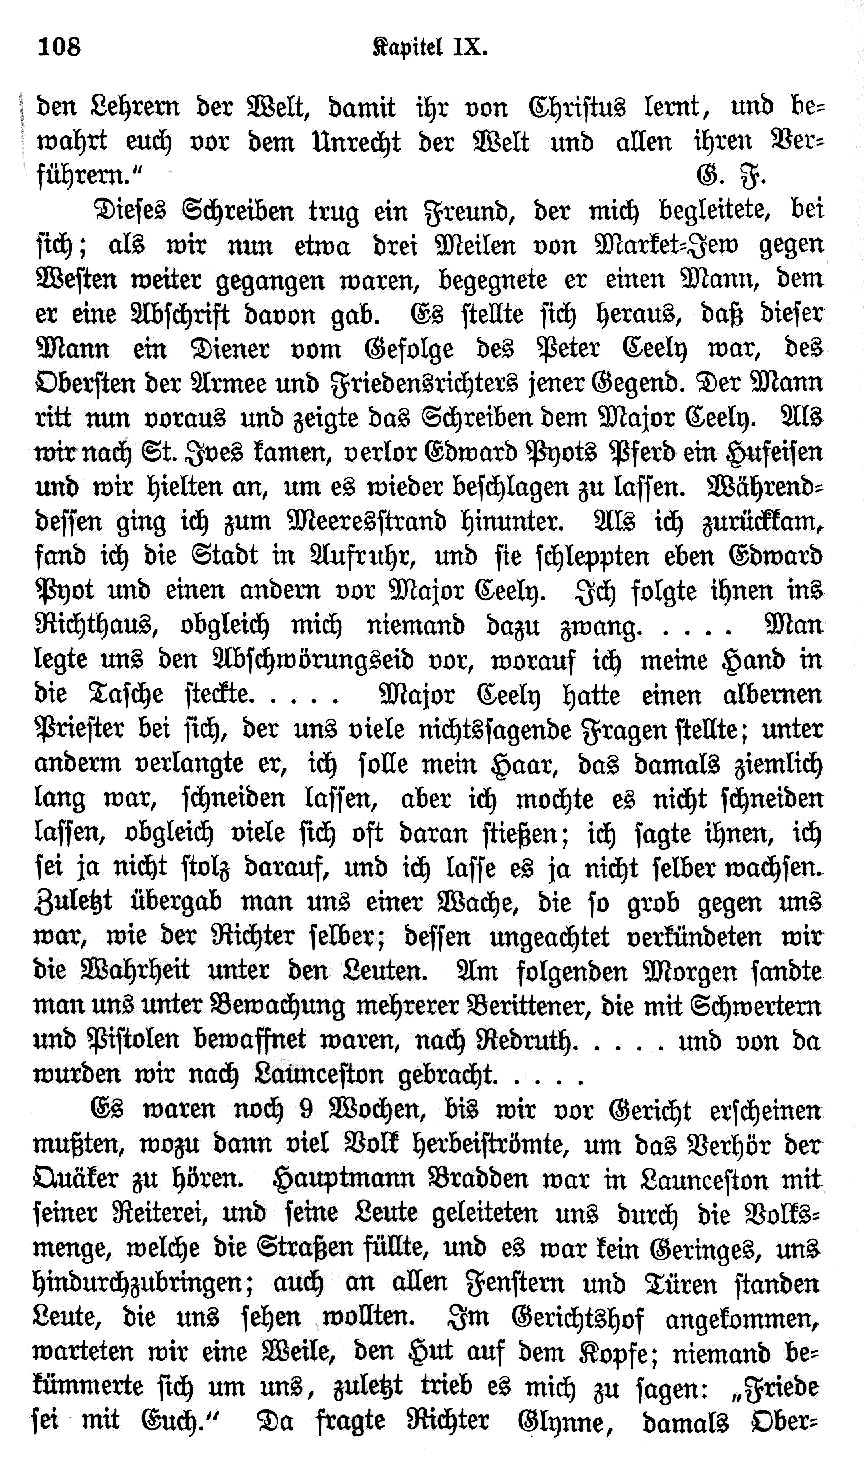 108 Kapitel IX.
den Lehrern der Welt, damit ihr von Christus lernt, und be-
wahrt euch vor dem Unrecht der Welt und allen ihren Ver-
führern.“ G. F.
Dieses Schreiben trug ein Freund, der mich begleitete, bei
sich; als wir nun etwa drei Meilen von Market-Jew gegen
Westen weiter gegangen waren, begegnete er einen Mann, dem
er eine Abschrift davon gab. Es stellte sich heraus, daß dieser
Mann ein Diener vom Gefolge des Peter Ceely war, des
Obersten der Armee und Friedensrichters jener Gegend. Der Mann
ritt nun voraus und zeigte das Schreiben dem Major Ceely. Als
wir nach St. Ives kamen, verlor Edward Pyots Pferd ein Hufeisen
und wir hielten an, um es wieder beschlagen zu lassen. Während-
dessen ging ich zum Meeresstrand hinunter. Als ich zurückkam,
fand ich die Stadt in Aufruhr, und sie schleppten eben Edward
Pyot und einen andern vor Major Ceely. Ich folgte ihnen ins
Richthaus, obgleich mich niemand dazu zwang. . . . . Man
legte uns den Abschwörungseid vor, worauf ich meine Hand in
die Tasche steckte. . . . . Major Ceely hatte einen albernen
Priester bei sich, der uns viele nichtssagende Fragen stellte; unter
anderm verlangte er, ich solle mein Haar, das damals ziemlich
lang war, schneiden lassen, aber ich mochte es nicht schneiden
lassen, obgleich viele sich oft daran stießen; ich sagte ihnen, ich
sei ja nicht stolz darauf, und ich lasse es ja nicht selber wachsen.
Zuletzt übergab man uns einer Wache, die so grob gegen uns
war, wie der Richter selber; dessen ungeachtet verkündeten wir
die Wahrheit unter den Leuten. Am folgenden Morgen sandte
man uns unter Bewachung mehrerer Berittener, die mit Schwertern
und Pistolen bewaffnet waren, nach Redruth. . . . . und von da
wurden wir nach Launceston gebracht. . . . .
Es waren noch 9 Wochen, bis wir vor Gericht erscheinen
mußten, wozu dann viel Volk herbeiströmte, um das Verhör der
Quäker zu hören. Hauptmann Bradden war in Launceston mit
seiner Reiterei, und seine Leute geleiteten uns durch die Volks-
menge, welche die Straßen füllte, und es war kein Geringes, uns
hindurchzubringen; auch an allen Fenstern und Türen standen
Leute, die uns sehen wollten. Im Gerichtshof angekommen,
warteten wir eine Weile, den Hut auf dem Kopfe; niemand be-
kümmerte sich um uns, zuletzt trieb es mich zu sagen: „Friede
sei mit Euch.“ Da fragte Richter Glynne, damals Ober-